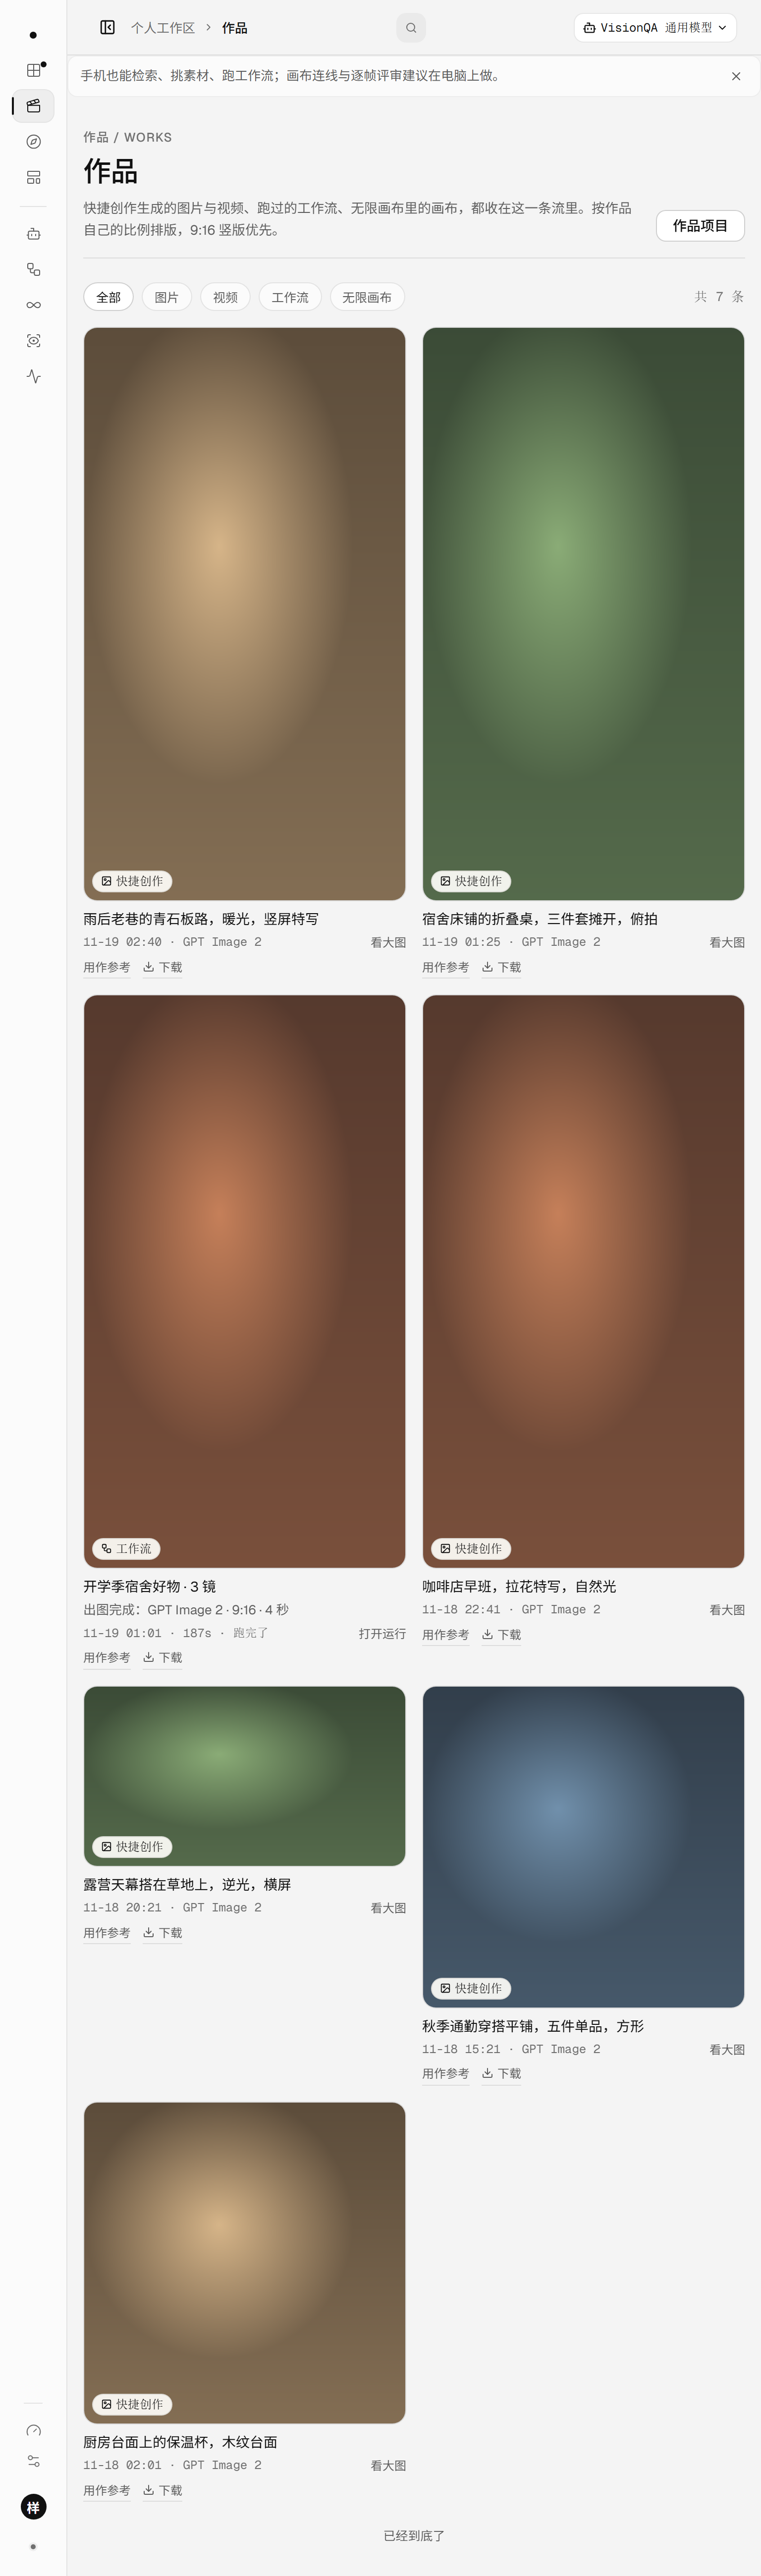 个人工作区 > 作品
VisionQA 通用模型
手机也能检索、挑素材、跑工作流；画布连线与逐帧评审建议在电脑上做。
作品 / WORKS
作品
快捷创作生成的图片与视频、跑过的工作流、无限画布里的画布，都收在这一条流里。按作品
自己的比例排版，9:16 竖版优先。
作品项目
全部 图片 视频 工作流 无限画布
共 7 条
快捷创作
雨后老巷的青石板路，暖光，竖屏特写
11-19 02:40 · GPT Image 2 看大图
用作参考 下载
快捷创作
宿舍床铺的折叠桌，三件套摊开，俯拍
11-19 01:25 · GPT Image 2 看大图
用作参考 下载
工作流
开学季宿舍好物 · 3 镜
出图完成：GPT Image 2 · 9:16 · 4 秒
11-19 01:01 · 187s · 跑完了 打开运行
用作参考 下载
快捷创作
咖啡店早班，拉花特写，自然光
11-18 22:41 · GPT Image 2 看大图
用作参考 下载
快捷创作
露营天幕搭在草地上，逆光，横屏
11-18 20:21 · GPT Image 2 看大图
用作参考 下载
快捷创作
秋季通勤穿搭平铺，五件单品，方形
11-18 15:21 · GPT Image 2 看大图
用作参考 下载
快捷创作
厨房台面上的保温杯，木纹台面
11-18 02:01 · GPT Image 2 看大图
用作参考 下载
已经到底了
样